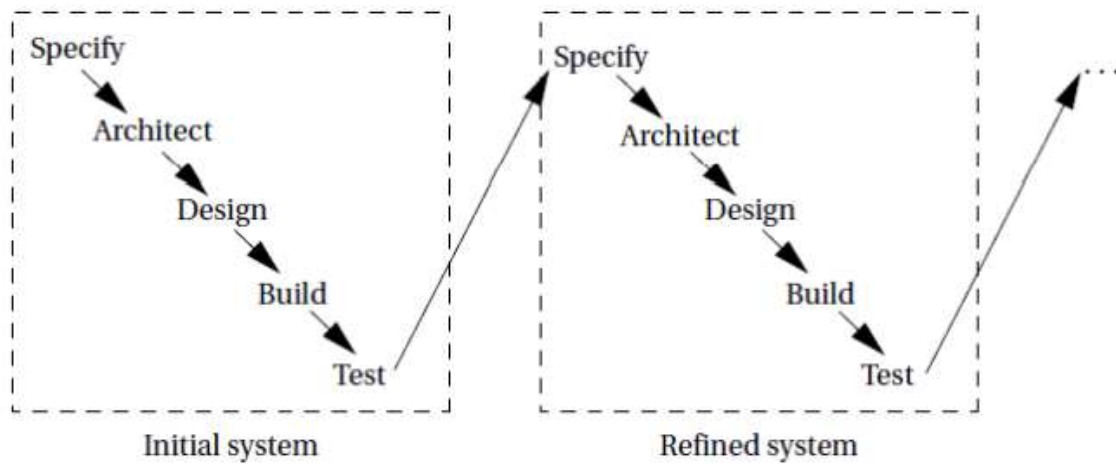 Specify
Architect
Design
Build
Test
Initial system
Specify
Architect
Design
Build
Test
Refined system
...